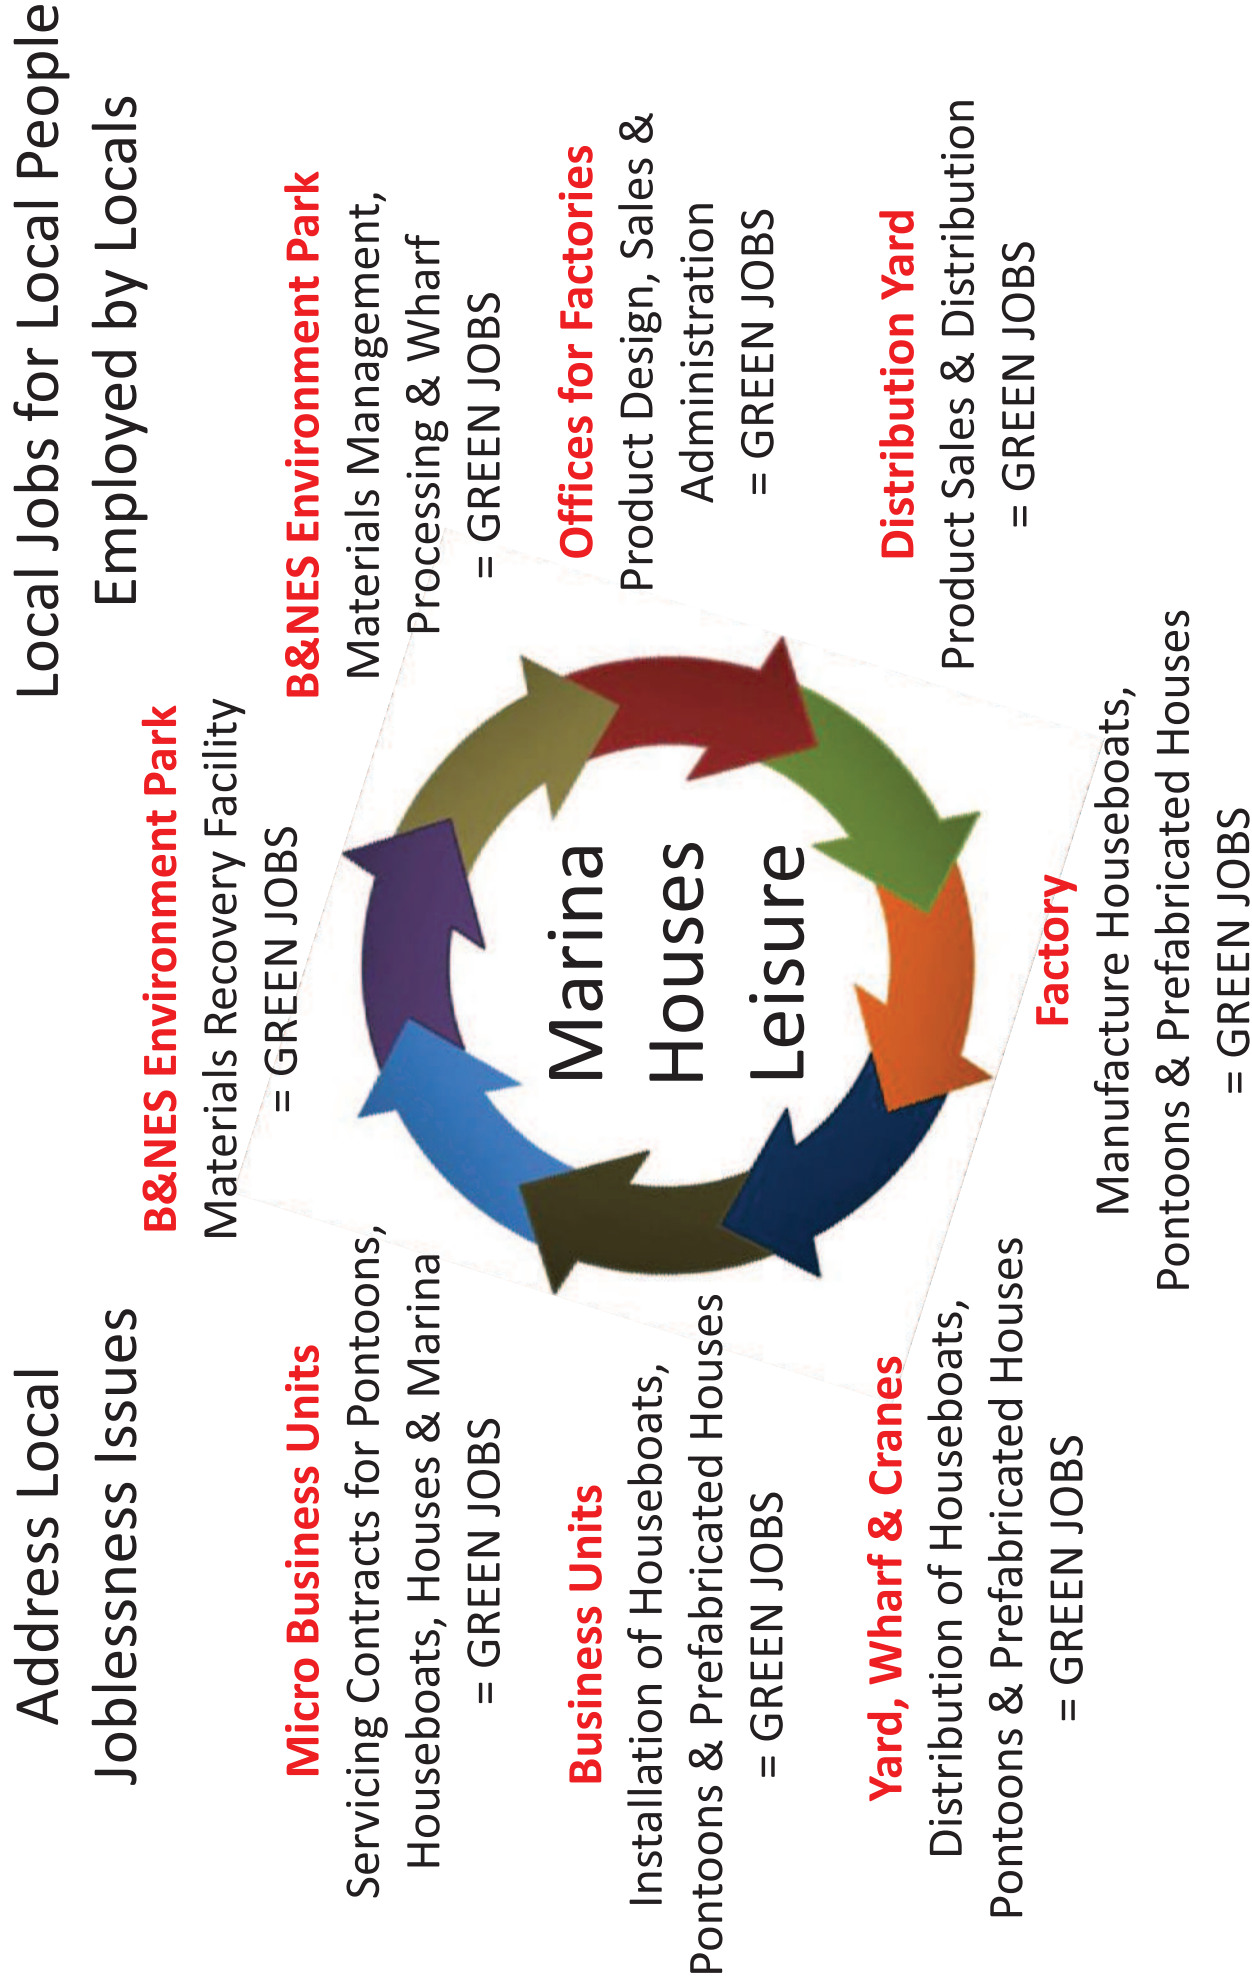 Address Local
Joblessness Issues
Local Jobs for Local People
Employed by Locals
B&NES Environment Park
Materials Recovery Facility
= GREEN JOBS
B&NES Environment Park
Materials Management,
Processing & Wharf
= GREEN JOBS
Offices for Factories
Product Design, Sales &
Administration
= GREEN JOBS
Distribution Yard
Product Sales & Distribution
= GREEN JOBS
Factory
Manufacture Houseboats,
Pontoons & Prefabricated Houses
= GREEN JOBS
Yard, Wharf & Cranes
Distribution of Houseboats,
Pontoons & Prefabricated Houses
= GREEN JOBS
Business Units
Installation of Houseboats,
Pontoons & Prefabricated Houses
= GREEN JOBS
Micro Business Units
Servicing Contracts for Pontoons,
Houseboats, Houses & Marina
= GREEN JOBS
Marina
Houses
Leisure